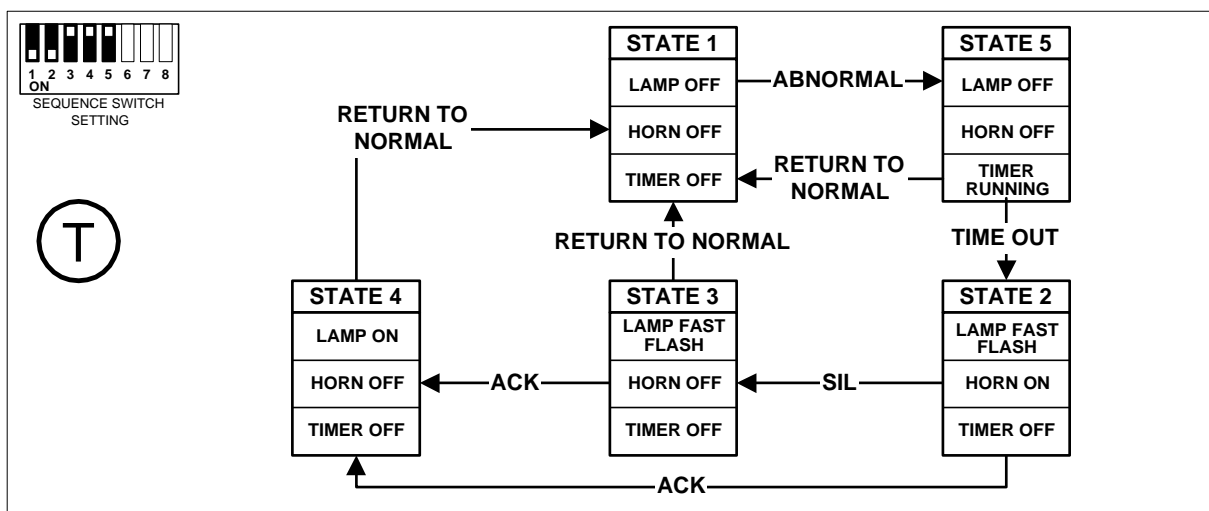 1 2 3 4 5 6 7 8
ON
SEQUENCE SWITCH
SETTING
T
STATE 1
LAMP OFF
HORN OFF
TIMER OFF
ABNORMAL
STATE 5
LAMP OFF
HORN OFF
TIMER
RUNNING
RETURN TO
NORMAL
RETURN TO
NORMAL
RETURN TO NORMAL
TIME OUT
STATE 4
LAMP ON
HORN OFF
TIMER OFF
ACK
STATE 3
LAMP FAST
FLASH
HORN OFF
TIMER OFF
SIL
STATE 2
LAMP FAST
FLASH
HORN ON
TIMER OFF
ACK